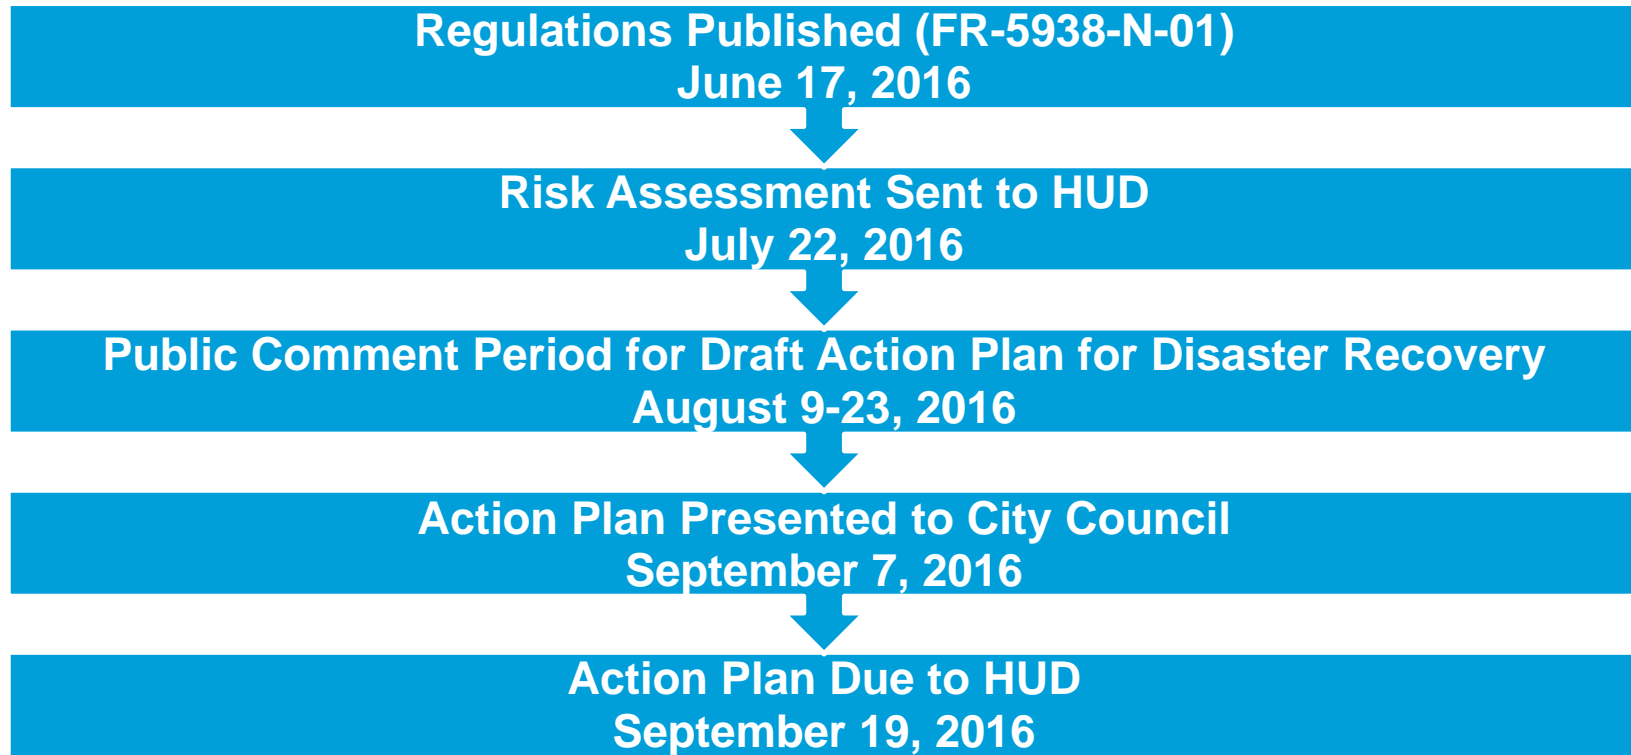 Regulations Published (FR-5938-N-01)
June 17, 2016
Risk Assessment Sent to HUD
July 22, 2016
Public Comment Period for Draft Action Plan for Disaster Recovery
August 9-23, 2016
Action Plan Presented to City Council
September 7, 2016
Action Plan Due to HUD
September 19, 2016